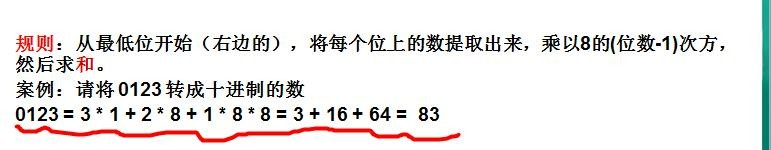 规则：从最低位开始（右边的），将每个位上的数提取出来，乘以8的(位数-1)次方，
然后求和。
案例：请将 0123 转成十进制的数
0123 = 3 * 1 + 2 * 8 + 1 * 8 * 8 = 3 + 16 + 64 = 83